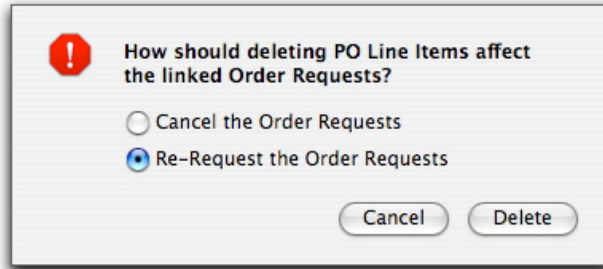 How should deleting PO Line Items affect
the linked Order Requests?
Cancel the Order Requests
Re-Request the Order Requests
Cancel
Delete